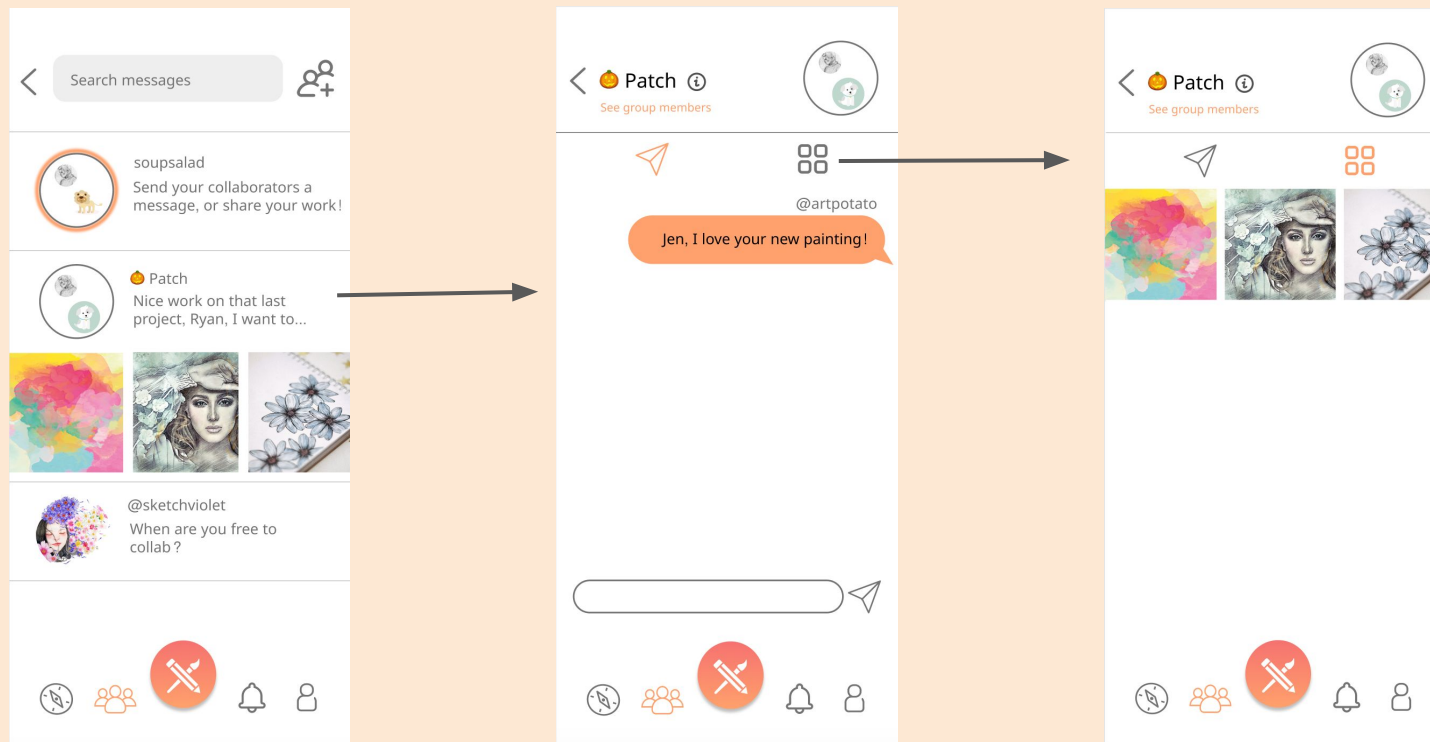 Search messages
soupsalad
Send your collaborators a
message, or share your work!
🎃 Patch
Nice work on that last
project, Ryan, I want to...
@sketchviolet
When are you free to
collab?
🎃 Patch
See group members
@artpotato
Jen, I love your new painting!
🎃 Patch
See group members